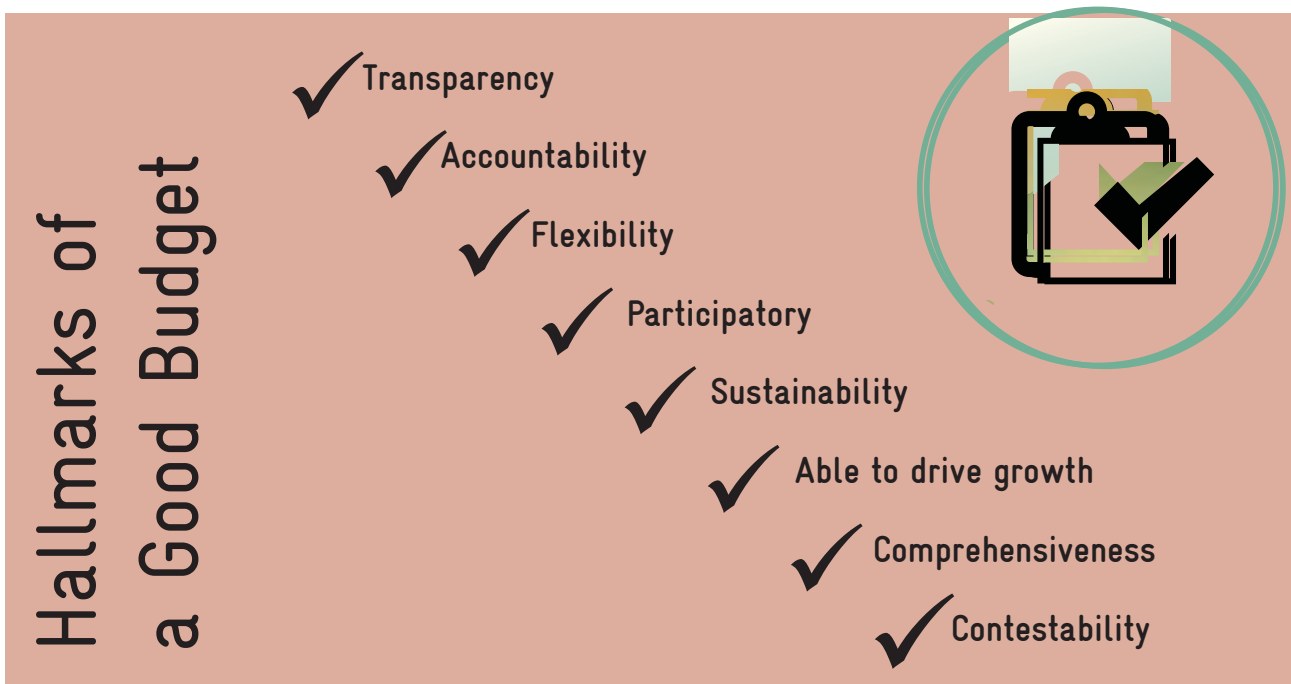 Hallmarks of
a Good Budget
Transparency
Accountability
Flexibility
Participatory
Sustainability
Able to drive growth
Comprehensiveness
Contestability